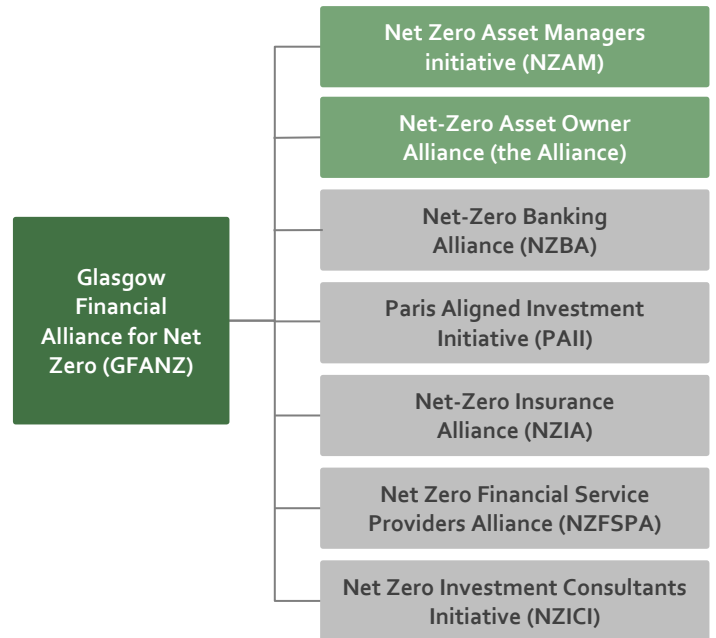 Net Zero Asset Managers
initiative (NZAM)
Net-Zero Asset Owner
Alliance (the Alliance)
Net-Zero Banking
Alliance (NZBA)
Glasgow
Financial
Alliance for Net
Zero (GFANZ)
Paris Aligned Investment
Initiative (PAII)
Net-Zero Insurance
Alliance (NZIA)
Net Zero Financial Service
Providers Alliance (NZFSPA)
Net Zero Investment Consultants
Initiative (NZICI)